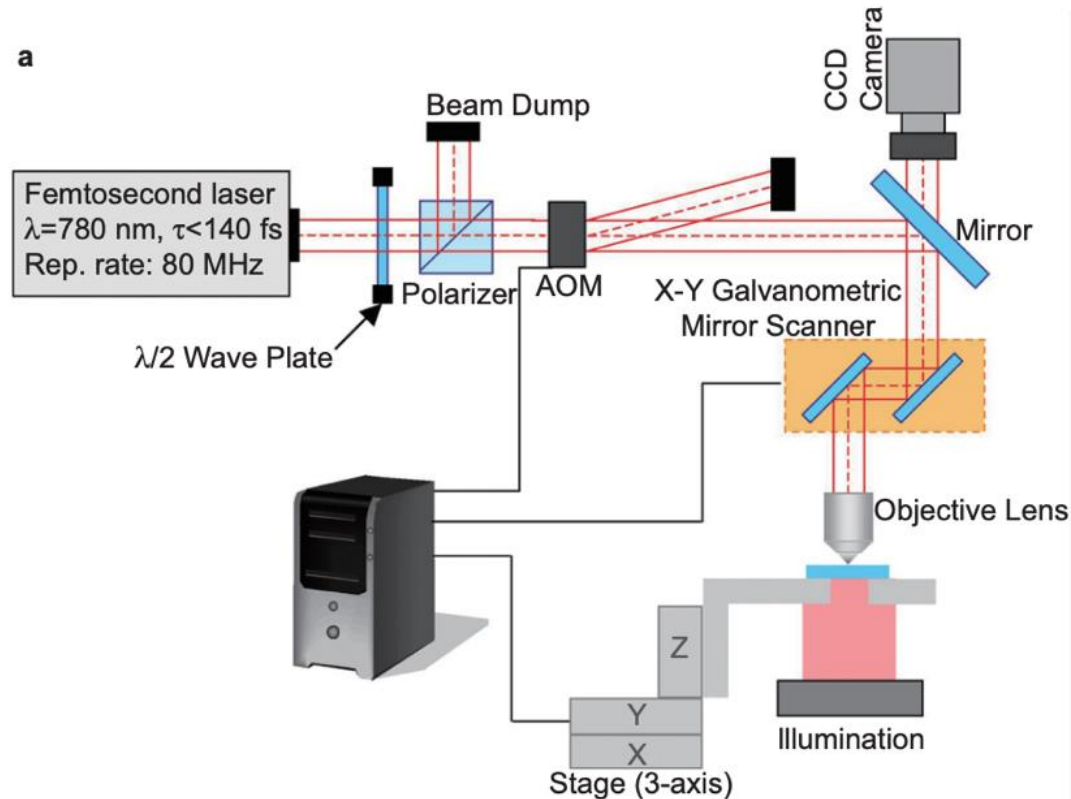 a
Beam Dump
CCD
Camera
Femtosecond laser
λ=780 nm, τ<140 fs
Rep. rate: 80 MHz
Polarizer
AOM
Mirror
X-Y Galvanometric
Mirror Scanner
λ/2 Wave Plate
Objective Lens
Z
Y
X
Stage (3-axis)
Illumination